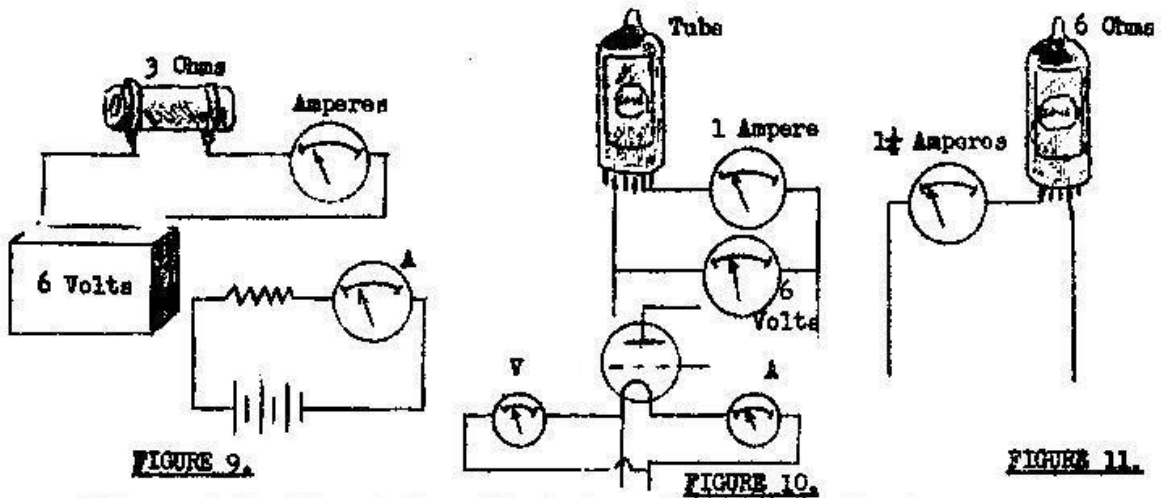 3 Ohms
Amperes
6 Volts
A
FIGURE 9.
Tube
1 Ampere
6
Volts
V
A
FIGURE 10.
6 Ohms
Amperes
FIGURE 11.